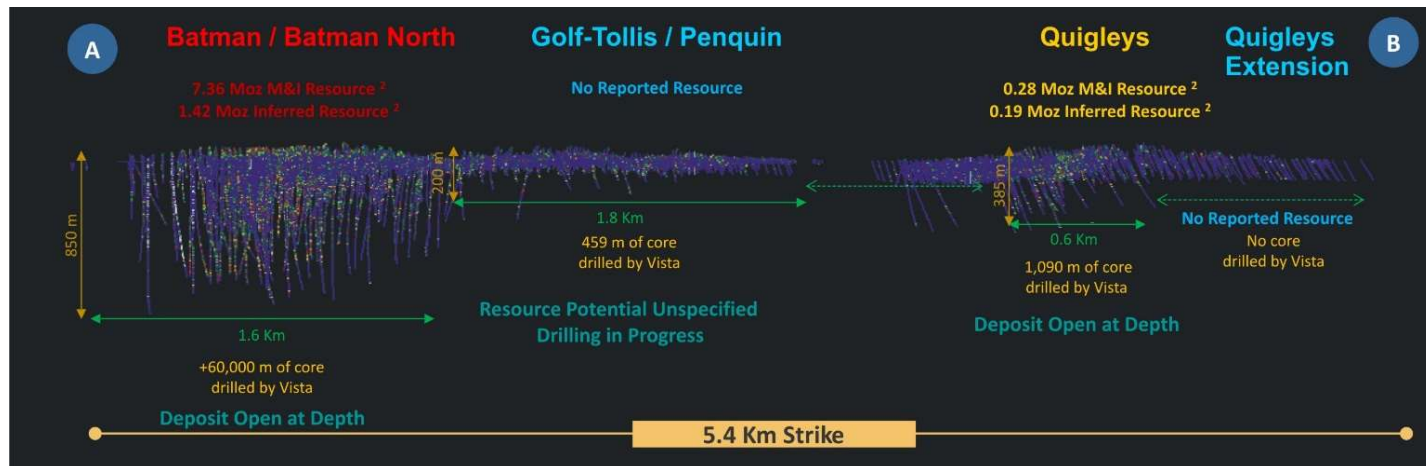 A
Batman / Batman North
7.36 Moz M&I Resource 2
1.42 Moz Inferred Resource 2
850 m
1.6 Km
+60,000 m of core
drilled by Vista
Deposit Open at Depth
Golf-Tollis / Penquin
No Reported Resource
200 m
1.8 Km
459 m of core
drilled by Vista
Resource Potential Unspecified
Drilling in Progress
Quigleys
0.28 Moz M&I Resource 2
0.19 Moz Inferred Resource 2
385 m
0.6 Km
1,090 m of core
drilled by Vista
Deposit Open at Depth
Quigleys
Extension
B
No Reported Resource
No core
drilled by Vista
5.4 Km Strike